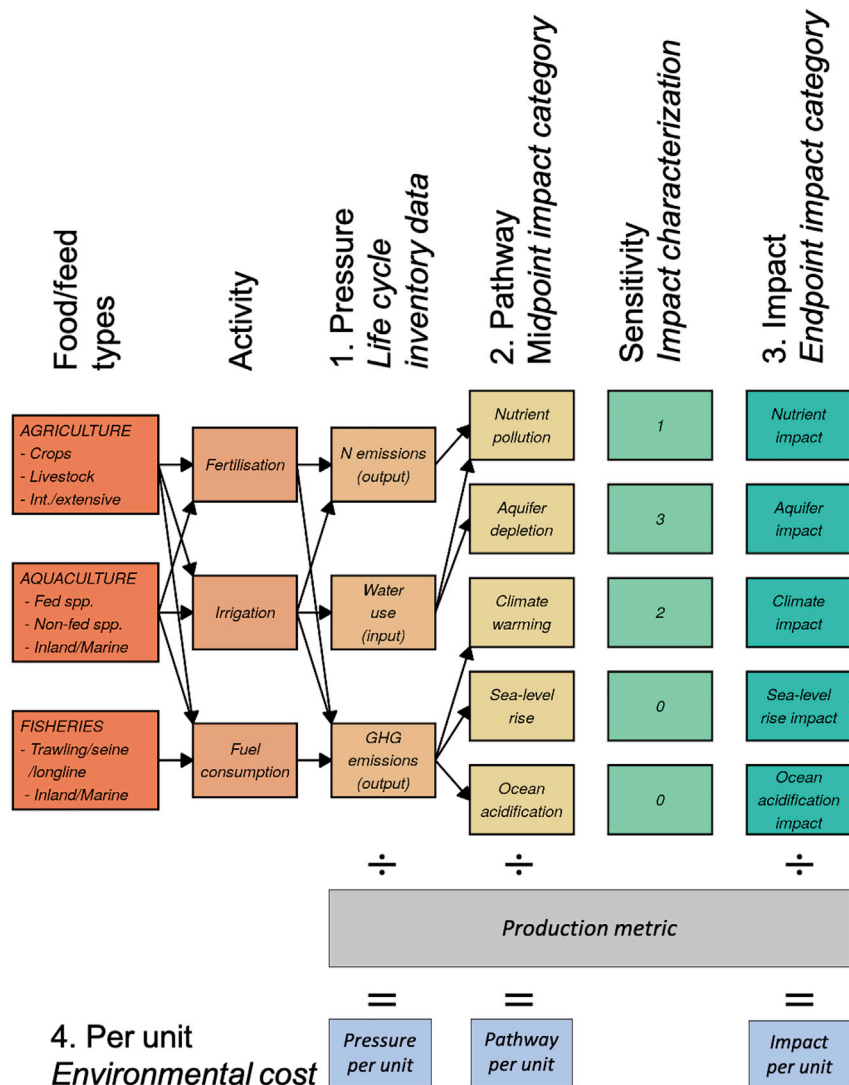 Food/feed
types
Activity
1. Pressure
Life cycle
inventory data
2. Pathway
Midpoint impact category
Sensitivity
Impact characterization
3. Impact
Endpoint impact category
AGRICULTURE
- Crops
- Livestock
- Int./extensive
AQUACULTURE
- Fed spp.
- Non-fed spp.
- Inland/Marine
FISHERIES
- Trawling/seine
/longline
- Inland/Marine
Fertilisation
Irrigation
Fuel
consumption
N emissions
(output)
Water
use
(input)
GHG
emissions
(output)
Nutrient
pollution
Aquifer
depletion
Climate
warming
Sea-level
rise
Ocean
acidification
1
3
2
0
0
Nutrient
impact
Aquifer
impact
Climate
impact
Sea-level
rise impact
Ocean
acidification
impact
÷ ÷ ÷
Production metric
= = =
4. Per unit
Environmental cost
Pressure
per unit
Pathway
per unit
Impact
per unit